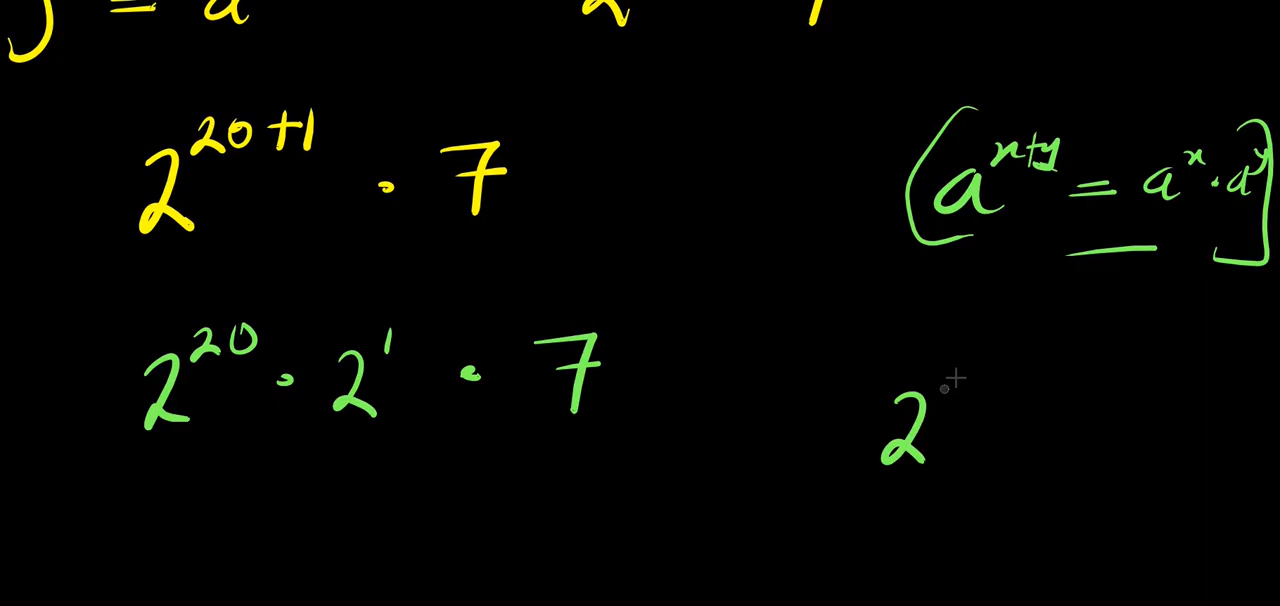 2^{20+1} · 7
(a^{x+y} = a^x · a^y]
2^{20} · 2^1 · 7
2